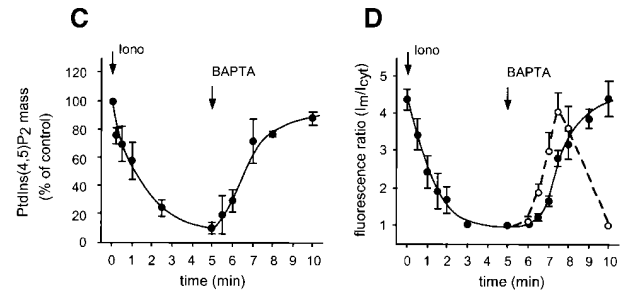 C
Iono
BAPTA
PtdIns(4,5)P2 mass
(% of control)
120
100
80
60
40
20
0
0 1 2 3 4 5 6 7 8 9 10
time (min)
D
Iono
BAPTA
fluorescence ratio (Im/Icyt)
5
4
3
2
1
0 1 2 3 4 5 6 7 8 9 10
time (min)